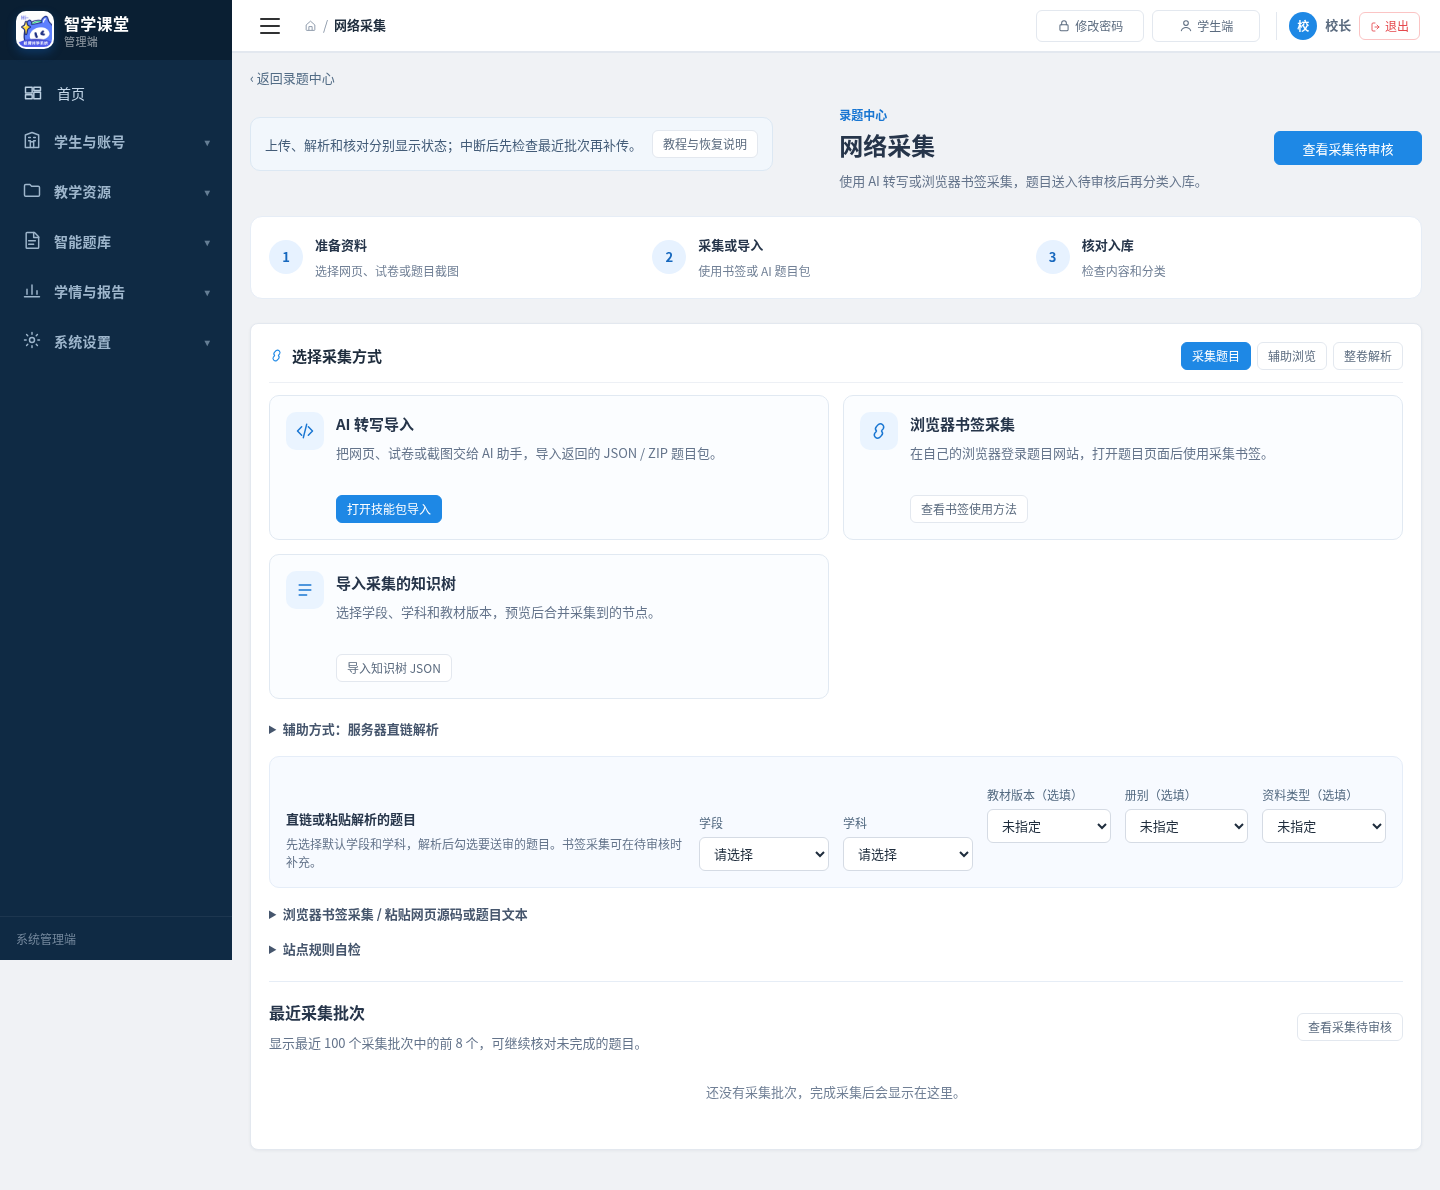 智学课堂
管理端
首页
学生与账号
教学资源
智能题库
学情与报告
系统设置
系统管理端
/ 网络采集
修改密码
学生端
校
校长
退出
‹ 返回录题中心
上传、解析和核对分别显示状态；中断后先检查最近批次再补传。
教程与恢复说明
录题中心
网络采集
使用 AI 转写或浏览器书签采集，题目送入待审核后再分类入库。
查看采集待审核
1
准备资料
选择网页、试卷或题目截图
2
采集或导入
使用书签或 AI 题目包
3
核对入库
检查内容和分类
选择采集方式
采集题目
辅助浏览
整卷解析
AI 转写导入
把网页、试卷或截图交给 AI 助手，导入返回的 JSON / ZIP 题目包。
打开技能包导入
浏览器书签采集
在自己的浏览器登录题目网站，打开题目页面后使用采集书签。
查看书签使用方法
导入采集的知识树
选择学段、学科和教材版本，预览后合并采集到的节点。
导入知识树 JSON
辅助方式：服务器直链解析
直链或粘贴解析的题目
先选择默认学段和学科，解析后勾选要送审的题目。书签采集可在待审核时
补充。
学段
请选择
学科
请选择
教材版本（选填）
未指定
册别（选填）
未指定
资料类型（选填）
未指定
浏览器书签采集 / 粘贴网页源码或题目文本
站点规则自检
最近采集批次
显示最近 100 个采集批次中的前 8 个，可继续核对未完成的题目。
查看采集待审核
还没有采集批次，完成采集后会显示在这里。